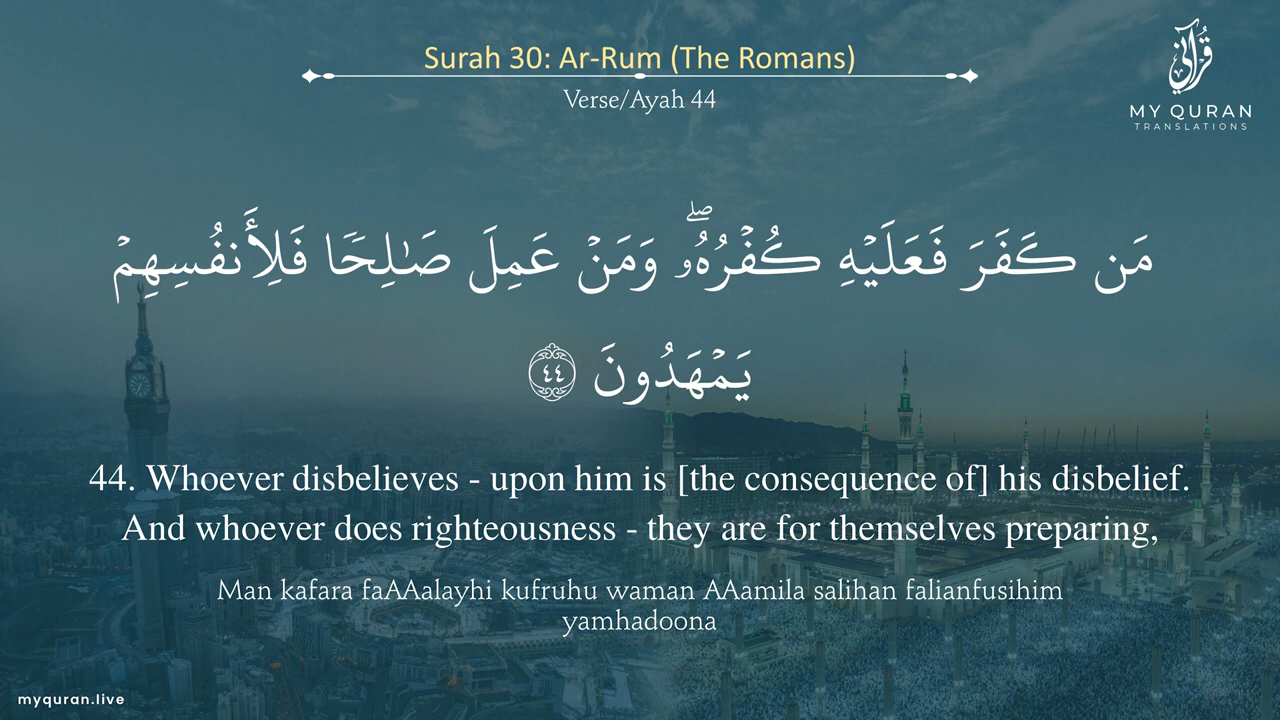 Surah 30: Ar-Rum (The Romans)
Verse/Ayah 44
قُرْآنِي
MY QURAN
TRANSLATIONS
مَن كَفَرَ فَعَلَيْهِ كُفْرُهُۥ ۖ وَمَنْ عَمِلَ صَـٰلِحًا فَلِأَنفُسِهِمْ
يَمْهَدُونَ ٤٤
44. Whoever disbelieves - upon him is [the consequence of] his disbelief.
And whoever does righteousness - they are for themselves preparing,
Man kafara faAAalayhi kufruhu waman AAamila salihan falianfusihim
yamhadoona
myquran.live